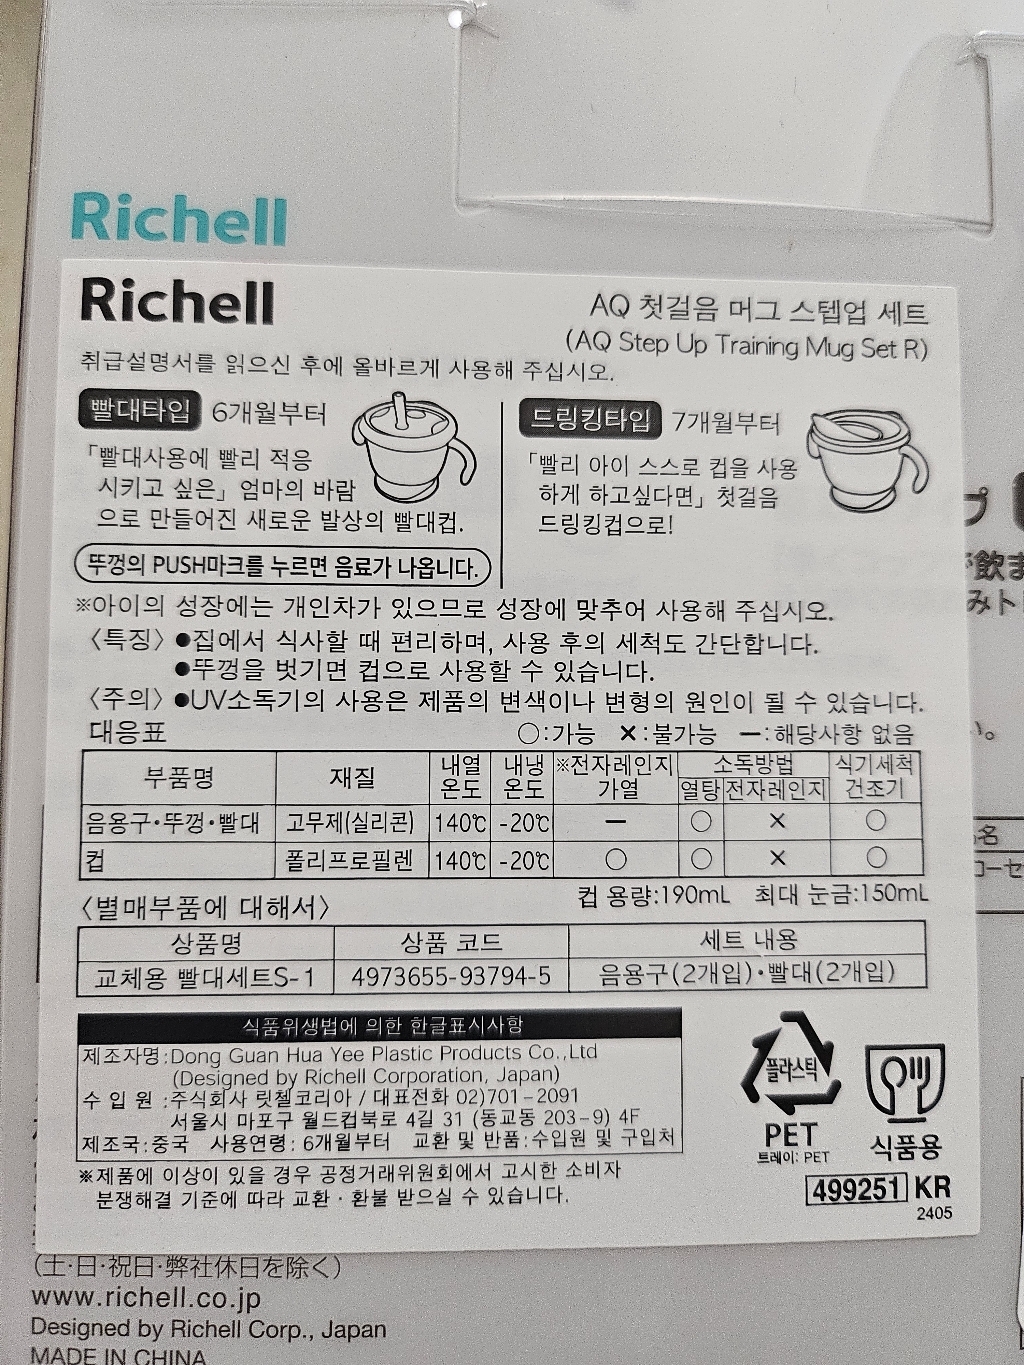 Richell
Richell
AQ 첫걸음 머그 스텝업 세트
(AQ Step Up Training Mug Set R)
취급설명서를 읽으신 후에 올바르게 사용해 주십시오.
빨대타입 6개월부터
「빨대사용에 빨리 적응
시키고 싶은」 엄마의 바람
으로 만들어진 새로운 발상의 빨대컵.
뚜껑의 PUSH마크를 누르면 음료가 나옵니다.
드링킹타입 7개월부터
「빨리 아이 스스로 컵을 사용
하게 하고싶다면」 첫걸음
드링킹컵으로!
※아이의 성장에는 개인차가 있으므로 성장에 맞추어 사용해 주십시오.
〈특징〉 ●집에서 식사할 때 편리하며, 사용 후의 세척도 간단합니다.
●뚜껑을 벗기면 컵으로 사용할 수 있습니다.
〈주의〉 ●UV소독기의 사용은 제품의 변색이나 변형의 원인이 될 수 있습니다.
대응표 ○:가능 ×:불가능 ー:해당사항 없음
부품명 재질 내열온도 내냉온도 ※전자레인지 가열 소독방법 열탕 전자레인지 식기세척 건조기
음용구・뚜껑・빨대 고무제(실리콘) 140℃ -20℃ ー ○ × ○
컵 폴리프로필렌 140℃ -20℃ ○ ○ × ○
컵 용량:190mL 최대 눈금:150mL
〈별매부품에 대해서〉
상품명 상품 코드 세트 내용
교체용 빨대세트S-1 4973655-93794-5 음용구(2개입)・빨대(2개입)
식품위생법에 의한 한글표시사항
제조자명:Dong Guan Hua Yee Plastic Products Co.,Ltd
(Designed by Richell Corporation, Japan)
수 입 원 :주식회사 릿첼코리아 / 대표전화 02)701-2091
서울시 마포구 월드컵북로 4길 31 (동교동 203-9) 4F
제조국:중국 사용연령: 6개월부터 교환 및 반품:수입원 및 구입처
※제품에 이상이 있을 경우 공정거래위원회에서 고시한 소비자
분쟁해결 기준에 따라 교환・환불 받으실 수 있습니다.
플라스틱
PET
트레이: PET
식품용
499251 KR
2405
(土・日・祝日・弊社休日を除く)
www.richell.co.jp
Designed by Richell Corp., Japan
MADE IN CHINA